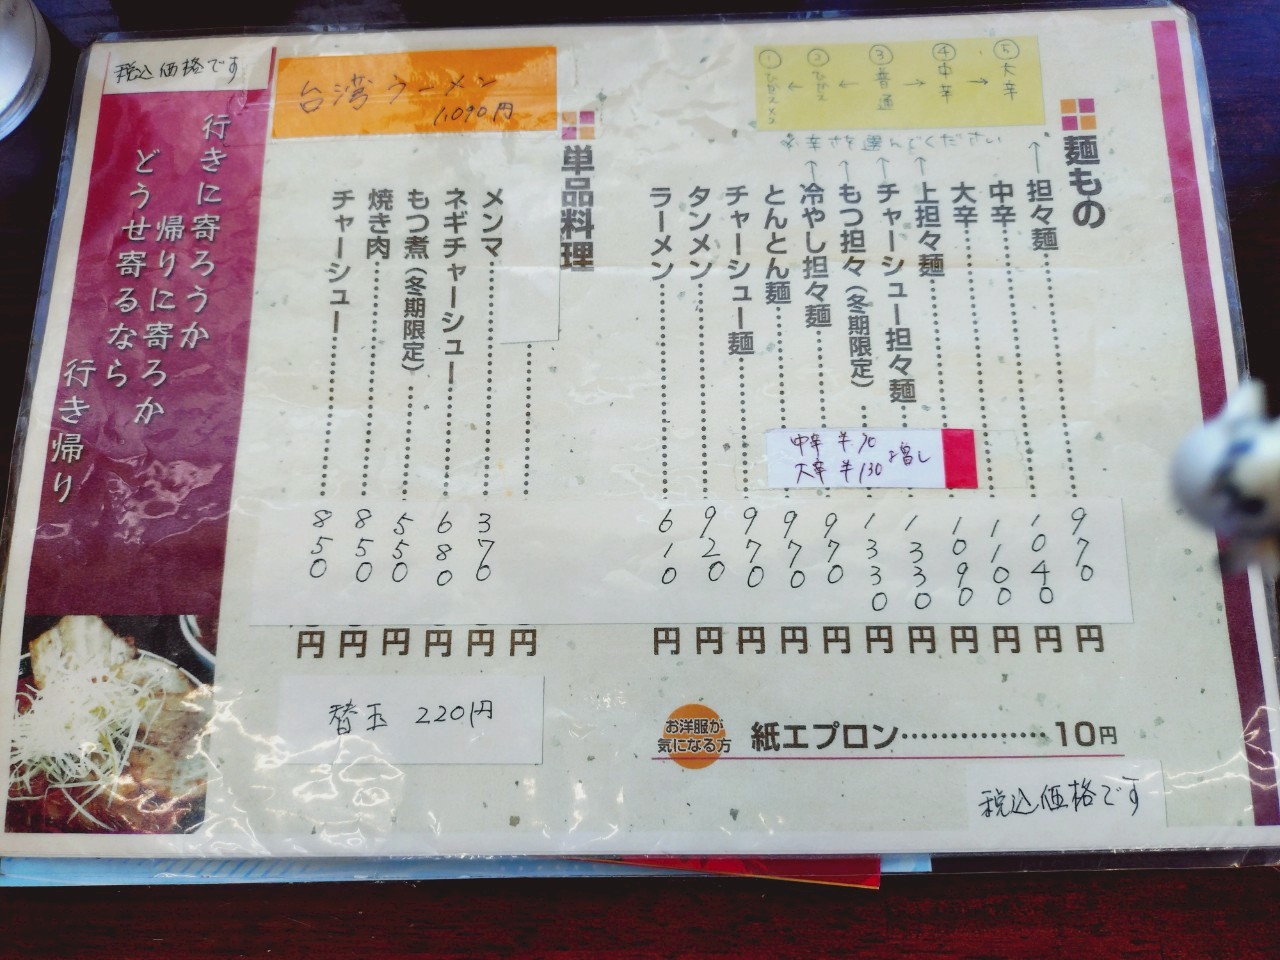 税込価格です
台湾ラーメン
1,090円
⑤大辛
④中辛
③普通
②ひかえ
①ひかえ
辛さを選んでください
麺もの
担々麺 970円
中辛 1040円
大辛 1100円
上担々麺 1090円
チャーシュー担々麺 1330円
もつ担々（冬期限定） 1330円
冷やし担々麺 970円
とんとん麺 970円
チャーシュー麺 970円
タンメン 920円
ラーメン 610円
中辛 ¥70
大辛 ¥130
増し
単品料理
円
メンマ 370円
ネギチャーシュー 680円
もつ煮（冬期限定） 550円
焼き肉 850円
チャーシュー 850円
替玉 220円
お洋服が
気になる方
紙エプロン 10円
税込価格です
行きに寄ろうか
帰りに寄ろか
どうせ寄るなら
行き帰り